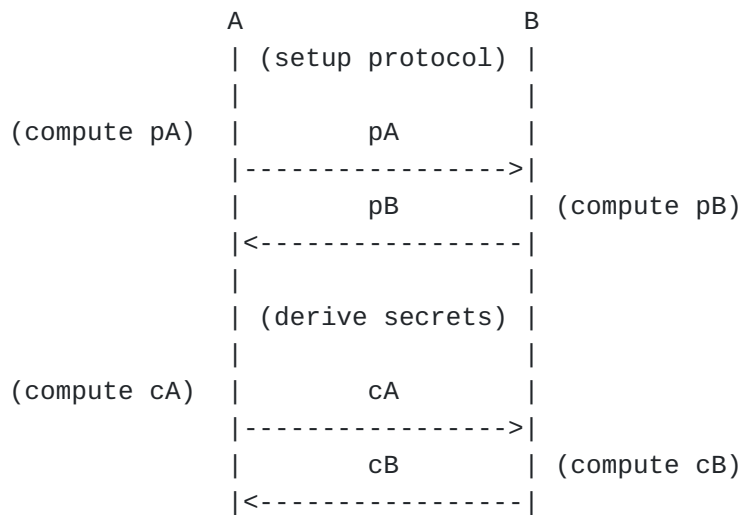 A                  B
| (setup protocol) |
|                  |
(compute pA)  |        pA        |
|----------------->|
|        pB        | (compute pB)
|<-----------------|
|                  |
| (derive secrets) |
|                  |
(compute cA)  |        cA        |
|----------------->|
|        cB        | (compute cB)
|<-----------------|